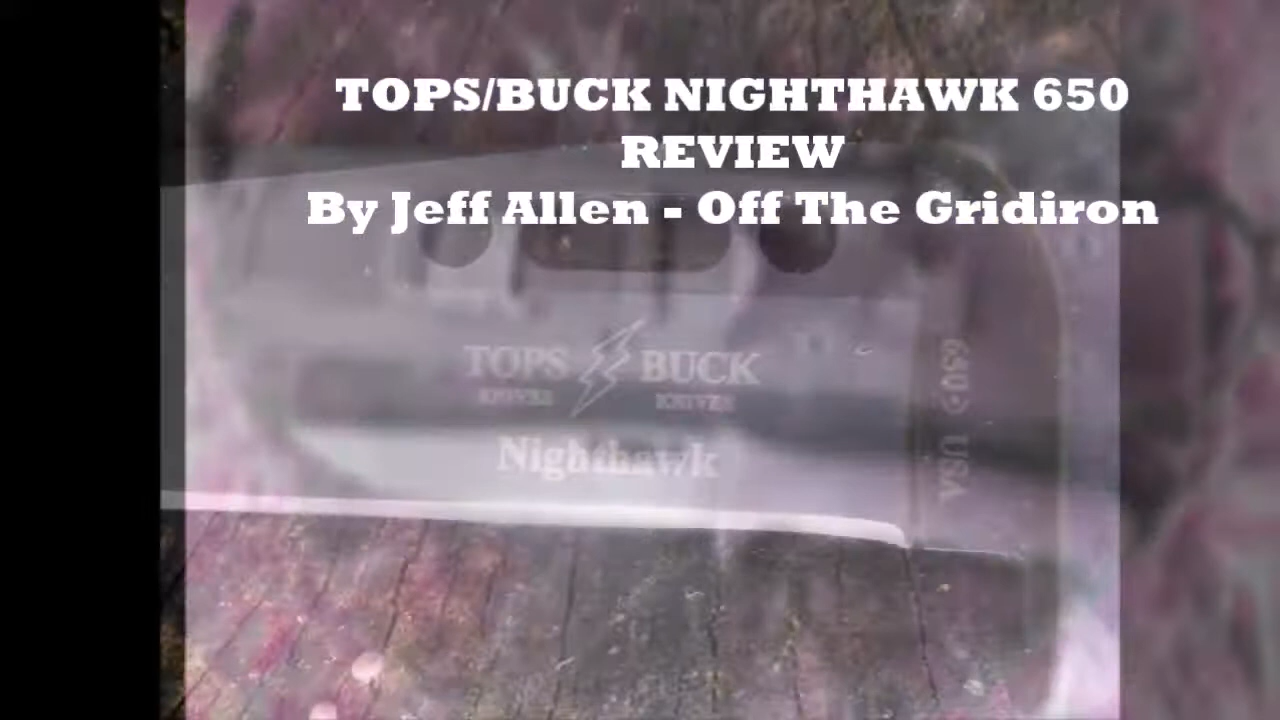 TOPS/BUCK NIGHTHAWK 650
REVIEW
By Jeff Allen - Off The Gridiron
TOPS BUCK
KNIVES KNIVES
Nighthawk
650 USA